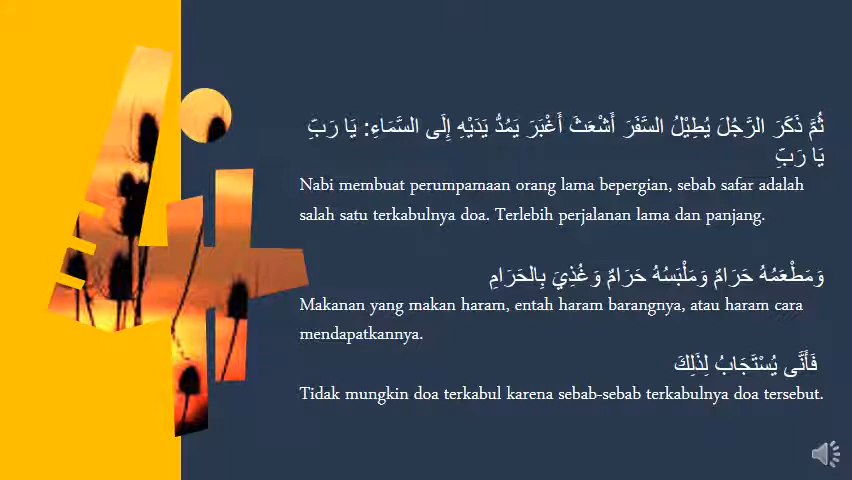 ثُمَّ ذَكَرَ الرَّجُلَ يُطِيْلُ السَّفَرَ أَشْعَثَ أَغْبَرَ يَمُدُّ يَدَيْهِ إِلَى السَّمَاءِ: يَا رَبِّ
يَا رَبِّ
Nabi membuat perumpamaan orang lama bepergian, sebab safar adalah
salah satu terkabulnya doa. Terlebih perjalanan lama dan panjang.
وَمَطْعَمُهُ حَرَامٌ وَمَلْبَسُهُ حَرَامٌ وَغُذِيَ بِالحَرَامِ
Makanan yang makan haram, entah haram barangnya, atau haram cara
mendapatkannya.
فَأَنَّى يُسْتَجَابُ لِذَلِكَ
Tidak mungkin doa terkabul karena sebab-sebab terkabulnya doa tersebut.